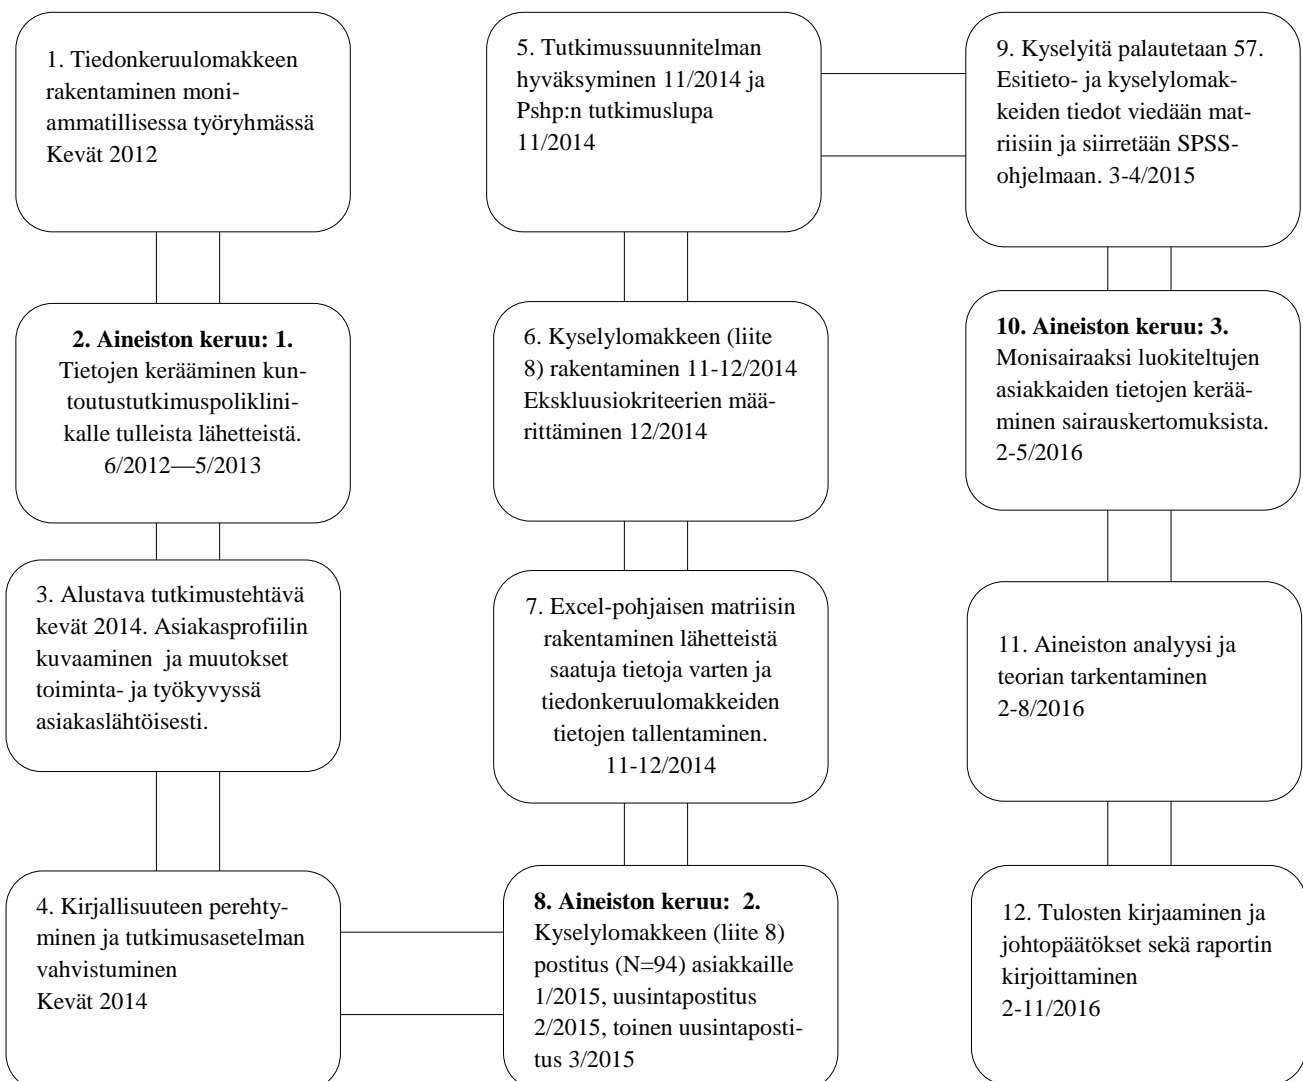 1. Tiedonkeruulomakkeen
rakentaminen moni-
ammatillisessa työryhmässä
Kevät 2012
2. Aineiston keruu: 1.
Tietojen kerääminen kun-
toutustutkimuspoliklini-
kalle tulleista lähetteistä.
6/2012—5/2013
3. Alustava tutkimustehtävä
kevät 2014. Asiakasprofiilin
kuvaaminen ja muutokset
toiminta- ja työkyvyssä
asiakaslähtöisesti.
4. Kirjallisuuteen perehty-
minen ja tutkimusasetelman
vahvistuminen
Kevät 2014
5. Tutkimussuunnitelman
hyväksyminen 11/2014 ja
Pshp:n tutkimuslupa
11/2014
6. Kyselylomakkeen (liite
8) rakentaminen 11-12/2014
Ekskluusiokriteerien mää-
rittäminen 12/2014
7. Excel-pohjaisen matriisin
rakentaminen lähetteistä
saatuja tietoja varten ja
tiedonkeruulomakkeiden
tietojen tallentaminen.
11-12/2014
8. Aineiston keruu: 2.
Kyselylomakkeen (liite 8)
postitus (N=94) asiakkaille
1/2015, uusintapostitus
2/2015, toinen uusintaposti-
tus 3/2015
9. Kyselyitä palautetaan 57.
Esitieto- ja kyselylomak-
keiden tiedot viedään mat-
riisiin ja siirretään SPSS-
ohjelmaan. 3-4/2015
10. Aineiston keruu: 3.
Monisairaaksi luokiteltujen
asiakkaiden tietojen kerää-
minen sairauskertomuksista.
2-5/2016
11. Aineiston analyysi ja
teorian tarkentaminen
2-8/2016
12. Tulosten kirjaaminen ja
johtopäätökset sekä raportin
kirjoittaminen
2-11/2016